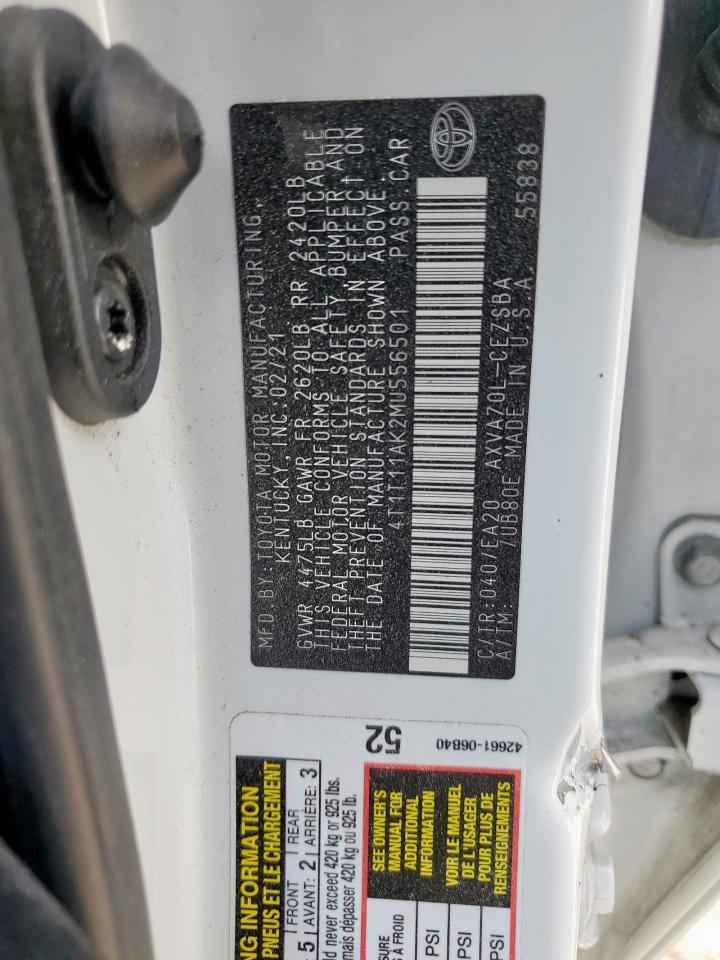 MFD.BY:TOYOTA MOTOR MANUFACTURING,
KENTUCKY, INC. 02/21
GVWR 4475LB GAWR FR 2620LB RR 2420LB
THIS VEHICLE CONFORMS TO ALL APPLICABLE
FEDERAL MOTOR VEHICLE SAFETY, BUMPER, AND
THEFT PREVENTION STANDARDS IN EFFECT ON
THE DATE OF MANUFACTURE SHOWN ABOVE.
4T1T11AK2MU556501 PASS CAR
C/TR:040/EA20 AXVA70L-CEZSBA
A/TM: /UB80E MADE IN U.S.A. 55838
52
42661-06B40
NG INFORMATION
PNEUS ET LE CHARGEMENT
5 FRONT 2 REAR 3
AVANT: ARRIÈRE:
ld never exceed 420 kg or 925 lbs.
mais dépasser 420 kg ou 925 lb.
SEE OWNER'S
MANUAL FOR
ADDITIONAL
INFORMATION
VOIR LE MANUEL
DE L'USAGER
POUR PLUS DE
RENSEIGNEMENTS
SURE
S À FROID
PSI
PSI
PSI